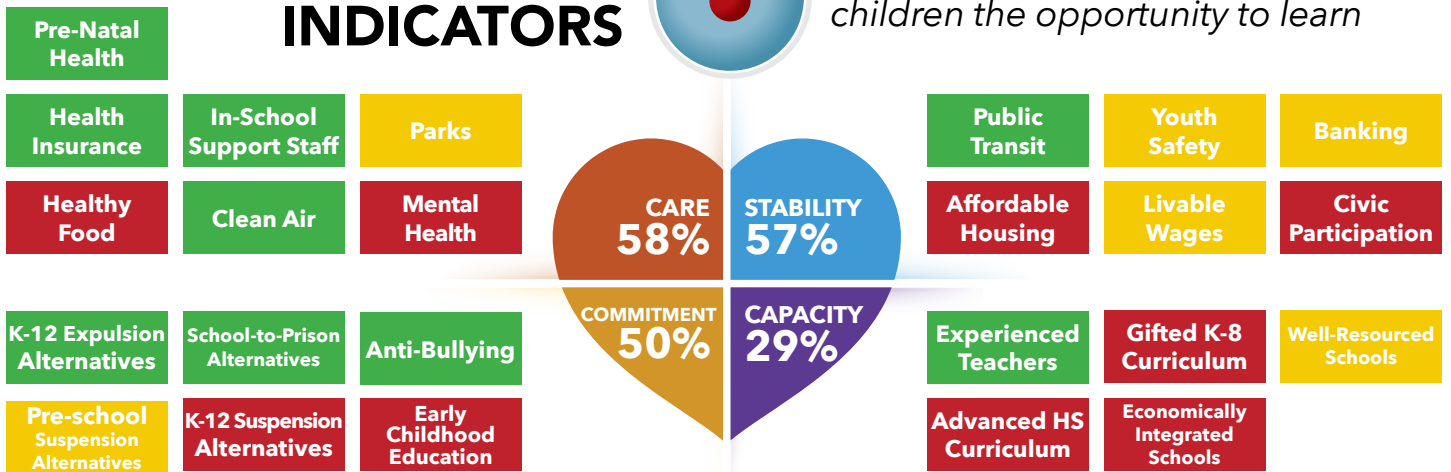 INDICATORS
children the opportunity to learn
Pre-Natal
Health
Health
Insurance
In-School
Support Staff
Parks
Healthy
Food
Clean Air
Mental
Health
CARE
58%
STABILITY
57%
Public
Transit
Youth
Safety
Banking
Affordable
Housing
Livable
Wages
Civic
Participation
K-12 Expulsion
Alternatives
School-to-Prison
Alternatives
Anti-Bullying
Pre-school
Suspension
Alternatives
K-12 Suspension
Alternatives
Early
Childhood
Education
COMMITMENT
50%
CAPACITY
29%
Experienced
Teachers
Gifted K-8
Curriculum
Well-Resourced
Schools
Advanced HS
Curriculum
Economically
Integrated
Schools